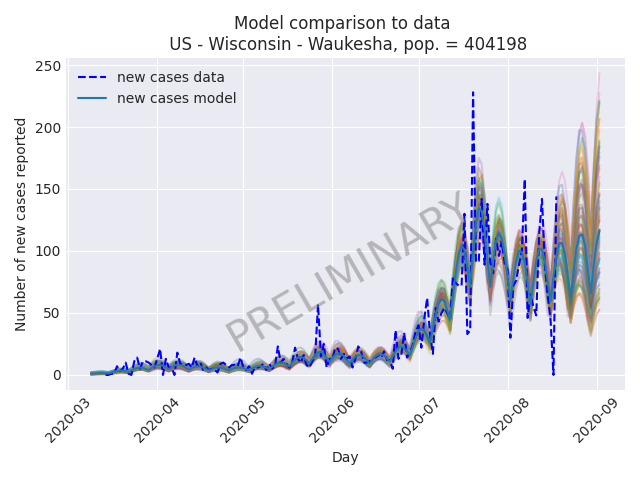 Model comparison to data
US - Wisconsin - Waukesha, pop. = 404198
new cases data
new cases model
PRELIMINARY
Number of new cases reported
250
200
150
100
50
0
2020-03
2020-04
2020-05
2020-06
2020-07
2020-08
2020-09
Day